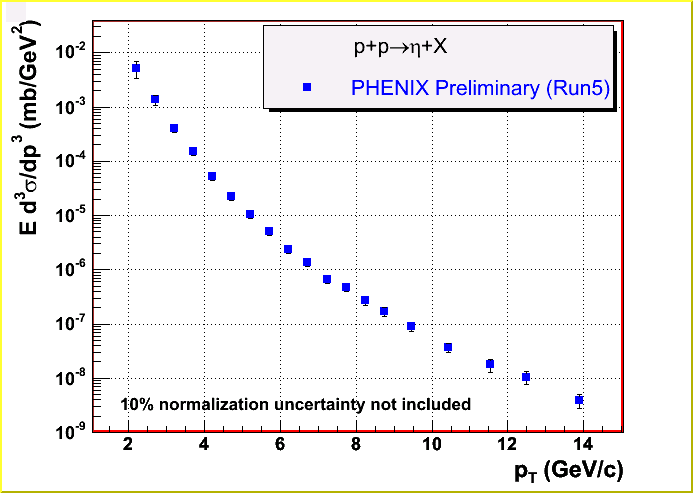 p+p→η+X
PHENIX Preliminary (Run5)
E d³σ/dp³ (mb/GeV²)
10⁻²
10⁻³
10⁻⁴
10⁻⁵
10⁻⁶
10⁻⁷
10⁻⁸
10⁻⁹
10% normalization uncertainty not included
2 4 6 8 10 12 14
p_T (GeV/c)